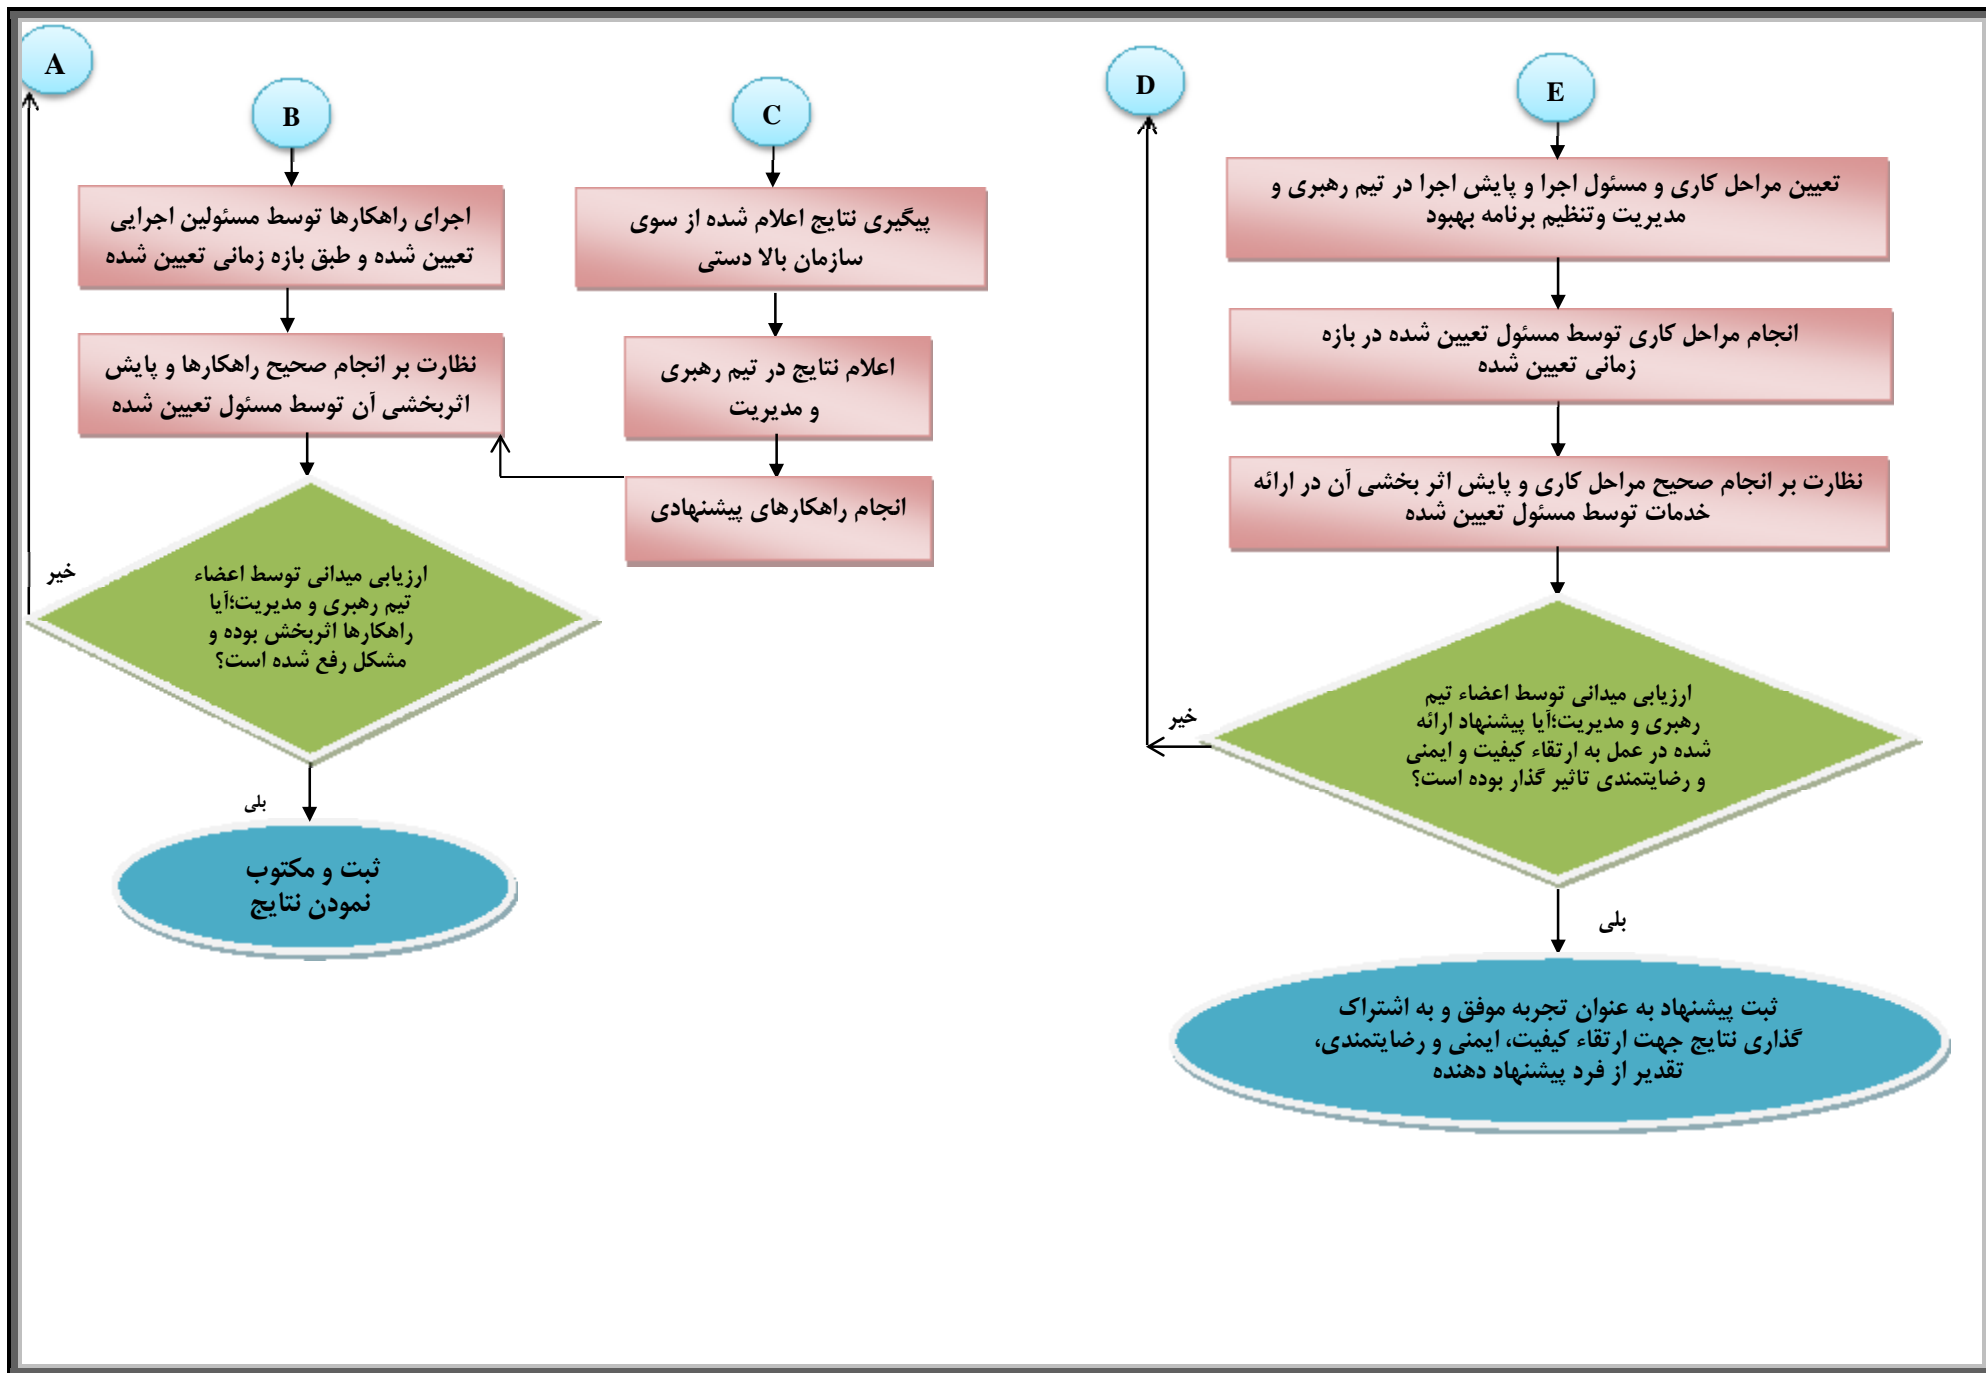 A
B
اجرای راهکارها توسط مسئولین اجرایی
تعیین شده و طبق بازه زمانی تعیین شده
نظارت بر انجام صحیح راهکارها و پایش
اثربخشی آن توسط مسئول تعیین شده
ارزیابی میدانی توسط اعضاء
تیم رهبری و مدیریت؛آیا
راهکارها اثربخش بوده و
مشکل رفع شده است؟
خیر
بلی
ثبت و مکتوب
نمودن نتایج
C
پیگیری نتایج اعلام شده از سوی
سازمان بالا دستی
اعلام نتایج در تیم رهبری
و مدیریت
انجام راهکارهای پیشنهادی
D
E
تعیین مراحل کاری و مسئول اجرا و پایش اجرا در تیم رهبری و
مدیریت وتنظیم برنامه بهبود
انجام مراحل کاری توسط مسئول تعیین شده در بازه
زمانی تعیین شده
نظارت بر انجام صحیح مراحل کاری و پایش اثر بخشی آن در ارائه
خدمات توسط مسئول تعیین شده
ارزیابی میدانی توسط اعضاء تیم
رهبری و مدیریت؛آیا پیشنهاد ارائه
شده در عمل به ارتقاء کیفیت و ایمنی
و رضایتمندی تاثیر گذار بوده است؟
خیر
بلی
ثبت پیشنهاد به عنوان تجربه موفق و به اشتراک
گذاری نتایج جهت ارتقاء کیفیت، ایمنی و رضایتمندی،
تقدیر از فرد پیشنهاد دهنده